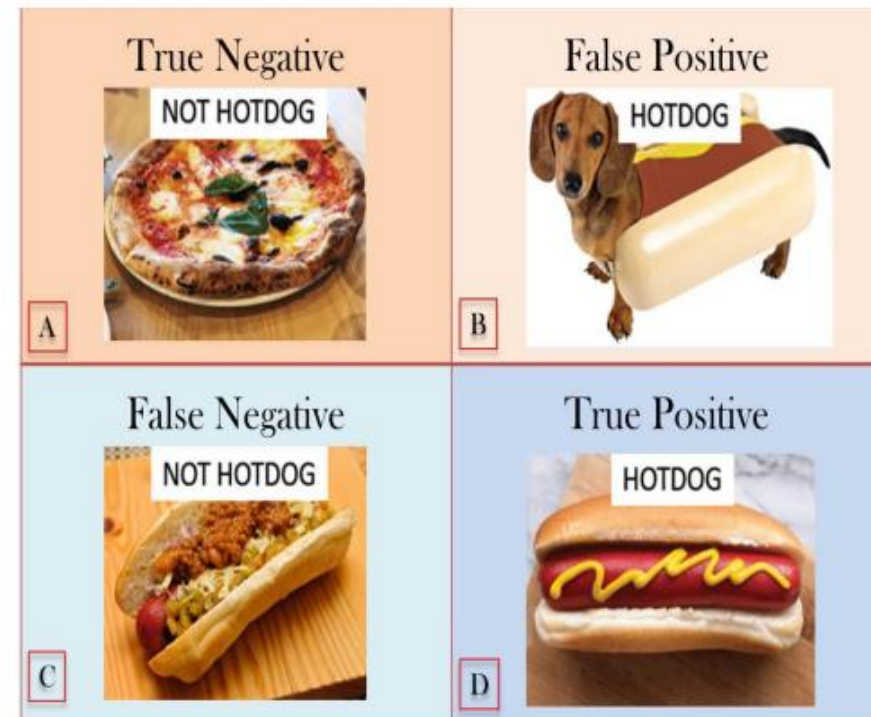 True Negative
NOT HOTDOG
A
False Positive
HOTDOG
B
False Negative
NOT HOTDOG
C
True Positive
HOTDOG
D